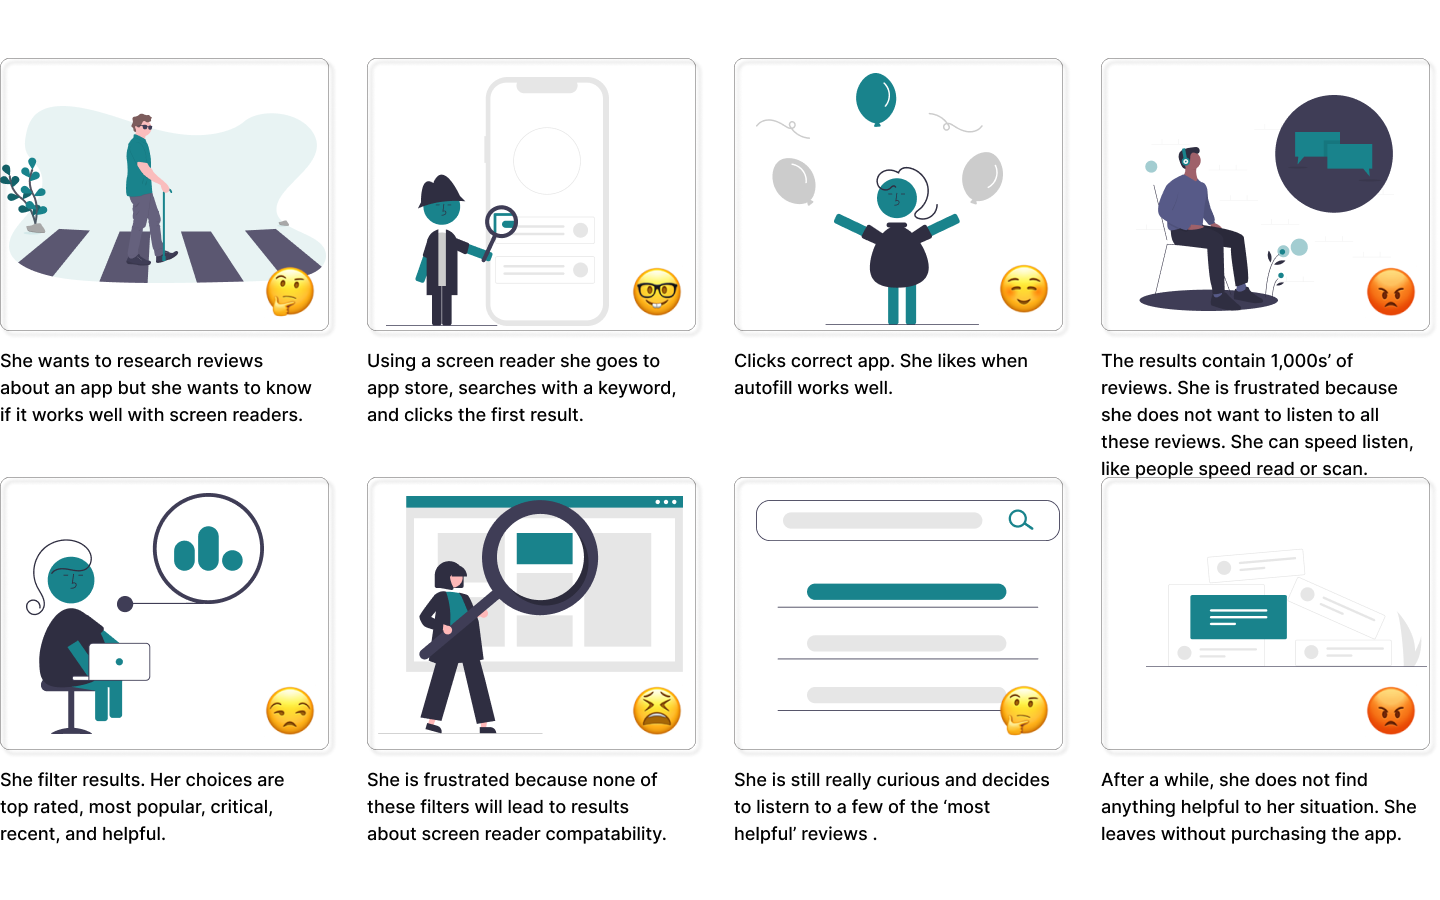 She wants to research reviews
about an app but she wants to know
if it works well with screen readers.
Using a screen reader she goes to
app store, searches with a keyword,
and clicks the first result.
Clicks correct app. She likes when
autofill works well.
The results contain 1,000s’ of
reviews. She is frustrated because
she does not want to listen to all
these reviews. She can speed listen,
like people speed read or scan.
She filter results. Her choices are
top rated, most popular, critical,
recent, and helpful.
She is frustrated because none of
these filters will lead to results
about screen reader compatability.
She is still really curious and decides
to listern to a few of the ‘most
helpful’ reviews .
After a while, she does not find
anything helpful to her situation. She
leaves without purchasing the app.